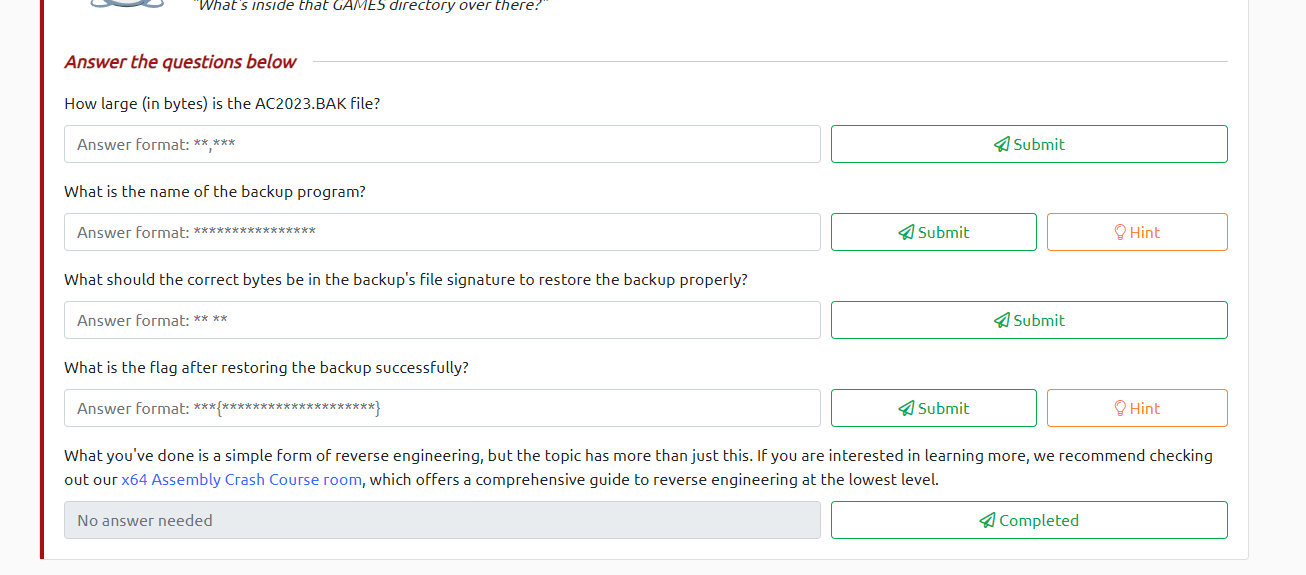 "What's inside that GAMES directory over there?"
Answer the questions below
How large (in bytes) is the AC2023.BAK file?
Answer format: **,***
Submit
What is the name of the backup program?
Answer format: ****************
Submit
Hint
What should the correct bytes be in the backup's file signature to restore the backup properly?
Answer format: ** **
Submit
What is the flag after restoring the backup successfully?
Answer format: ***{********************}
Submit
Hint
What you've done is a simple form of reverse engineering, but the topic has more than just this. If you are interested in learning more, we recommend checking
out our x64 Assembly Crash Course room, which offers a comprehensive guide to reverse engineering at the lowest level.
No answer needed
Completed